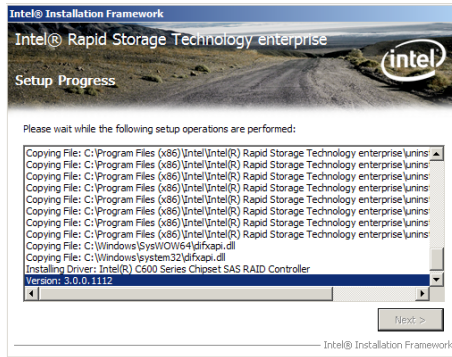 Intel® Installation Framework
Intel® Rapid Storage Technology enterprise
intel
Setup Progress
Please wait while the following setup operations are performed:
Copying File: C:\Program Files (x86)\Intel\Intel(R) Rapid Storage Technology enterprise\unins
Copying File: C:\Program Files (x86)\Intel\Intel(R) Rapid Storage Technology enterprise\unins
Copying File: C:\Program Files (x86)\Intel\Intel(R) Rapid Storage Technology enterprise\unins
Copying File: C:\Program Files (x86)\Intel\Intel(R) Rapid Storage Technology enterprise\unins
Copying File: C:\Program Files (x86)\Intel\Intel(R) Rapid Storage Technology enterprise\unins
Copying File: C:\Program Files (x86)\Intel\Intel(R) Rapid Storage Technology enterprise\unins
Copying File: C:\Program Files (x86)\Intel\Intel(R) Rapid Storage Technology enterprise\unins
Copying File: C:\Program Files (x86)\Intel\Intel(R) Rapid Storage Technology enterprise\unins
Copying File: C:\Windows\SysWOW64\difxapi.dll
Copying File: C:\Windows\system32\difxapi.dll
Installing Driver: Intel(R) C600 Series Chipset SAS RAID Controller
Version: 3.0.0.1112
Next >
Intel® Installation Framework